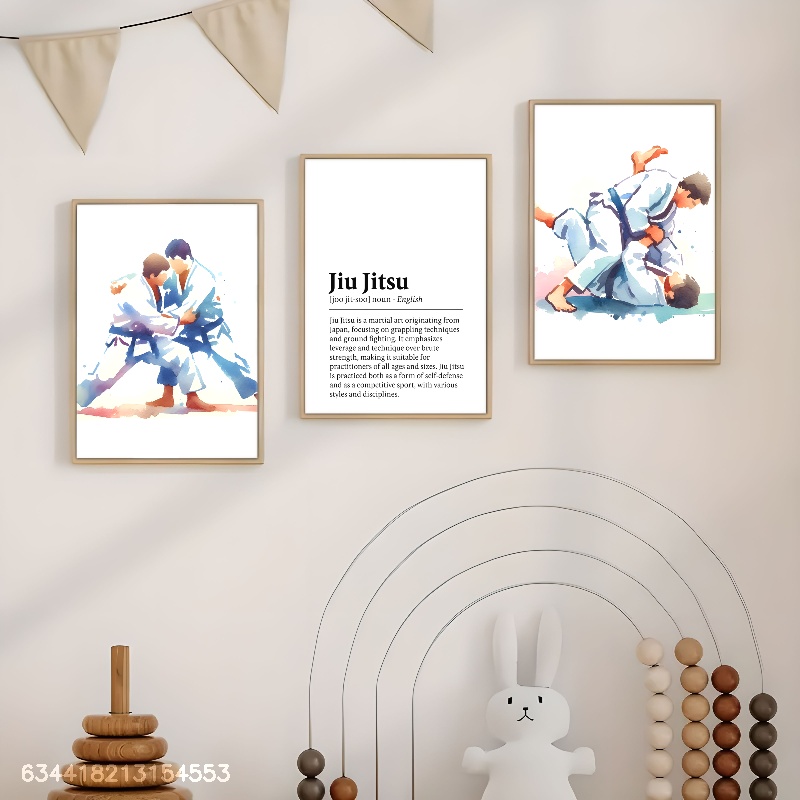 Jiu Jitsu
[joo jit-soo] noun - English
Jiu Jitsu is a martial art originating from
Japan, focusing on grappling techniques
and ground fighting. It emphasizes
leverage and technique over brute
strength, making it suitable for
practitioners of all ages and sizes. Jiu Jitsu
is practiced both as a form of self-defense
and as a competitive sport, with various
styles and disciplines.
634418213154553